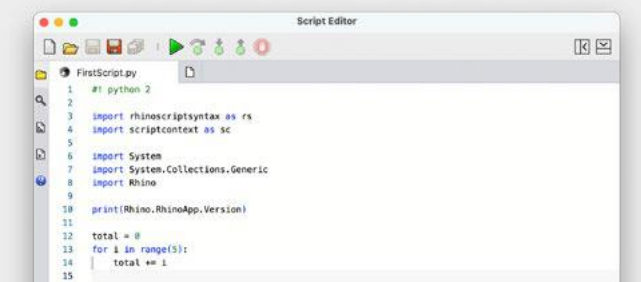 Script Editor
FirstScript.py
1 #! python 2
2
3 import rhinoscriptsyntax as rs
4 import scriptcontext as sc
5
6 import System
7 import System.Collections.Generic
8 import Rhino
9
10 print(Rhino.RhinoApp.Version)
11
12 total = 0
13 for i in range(5):
14 total += i
15